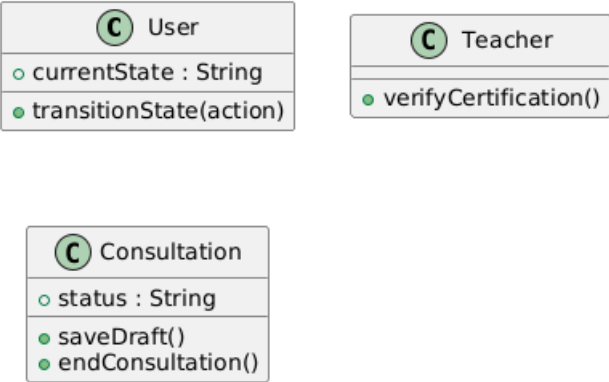 C User
currentState : String
transitionState(action)
C Teacher
verifyCertification()
C Consultation
status : String
saveDraft()
endConsultation()